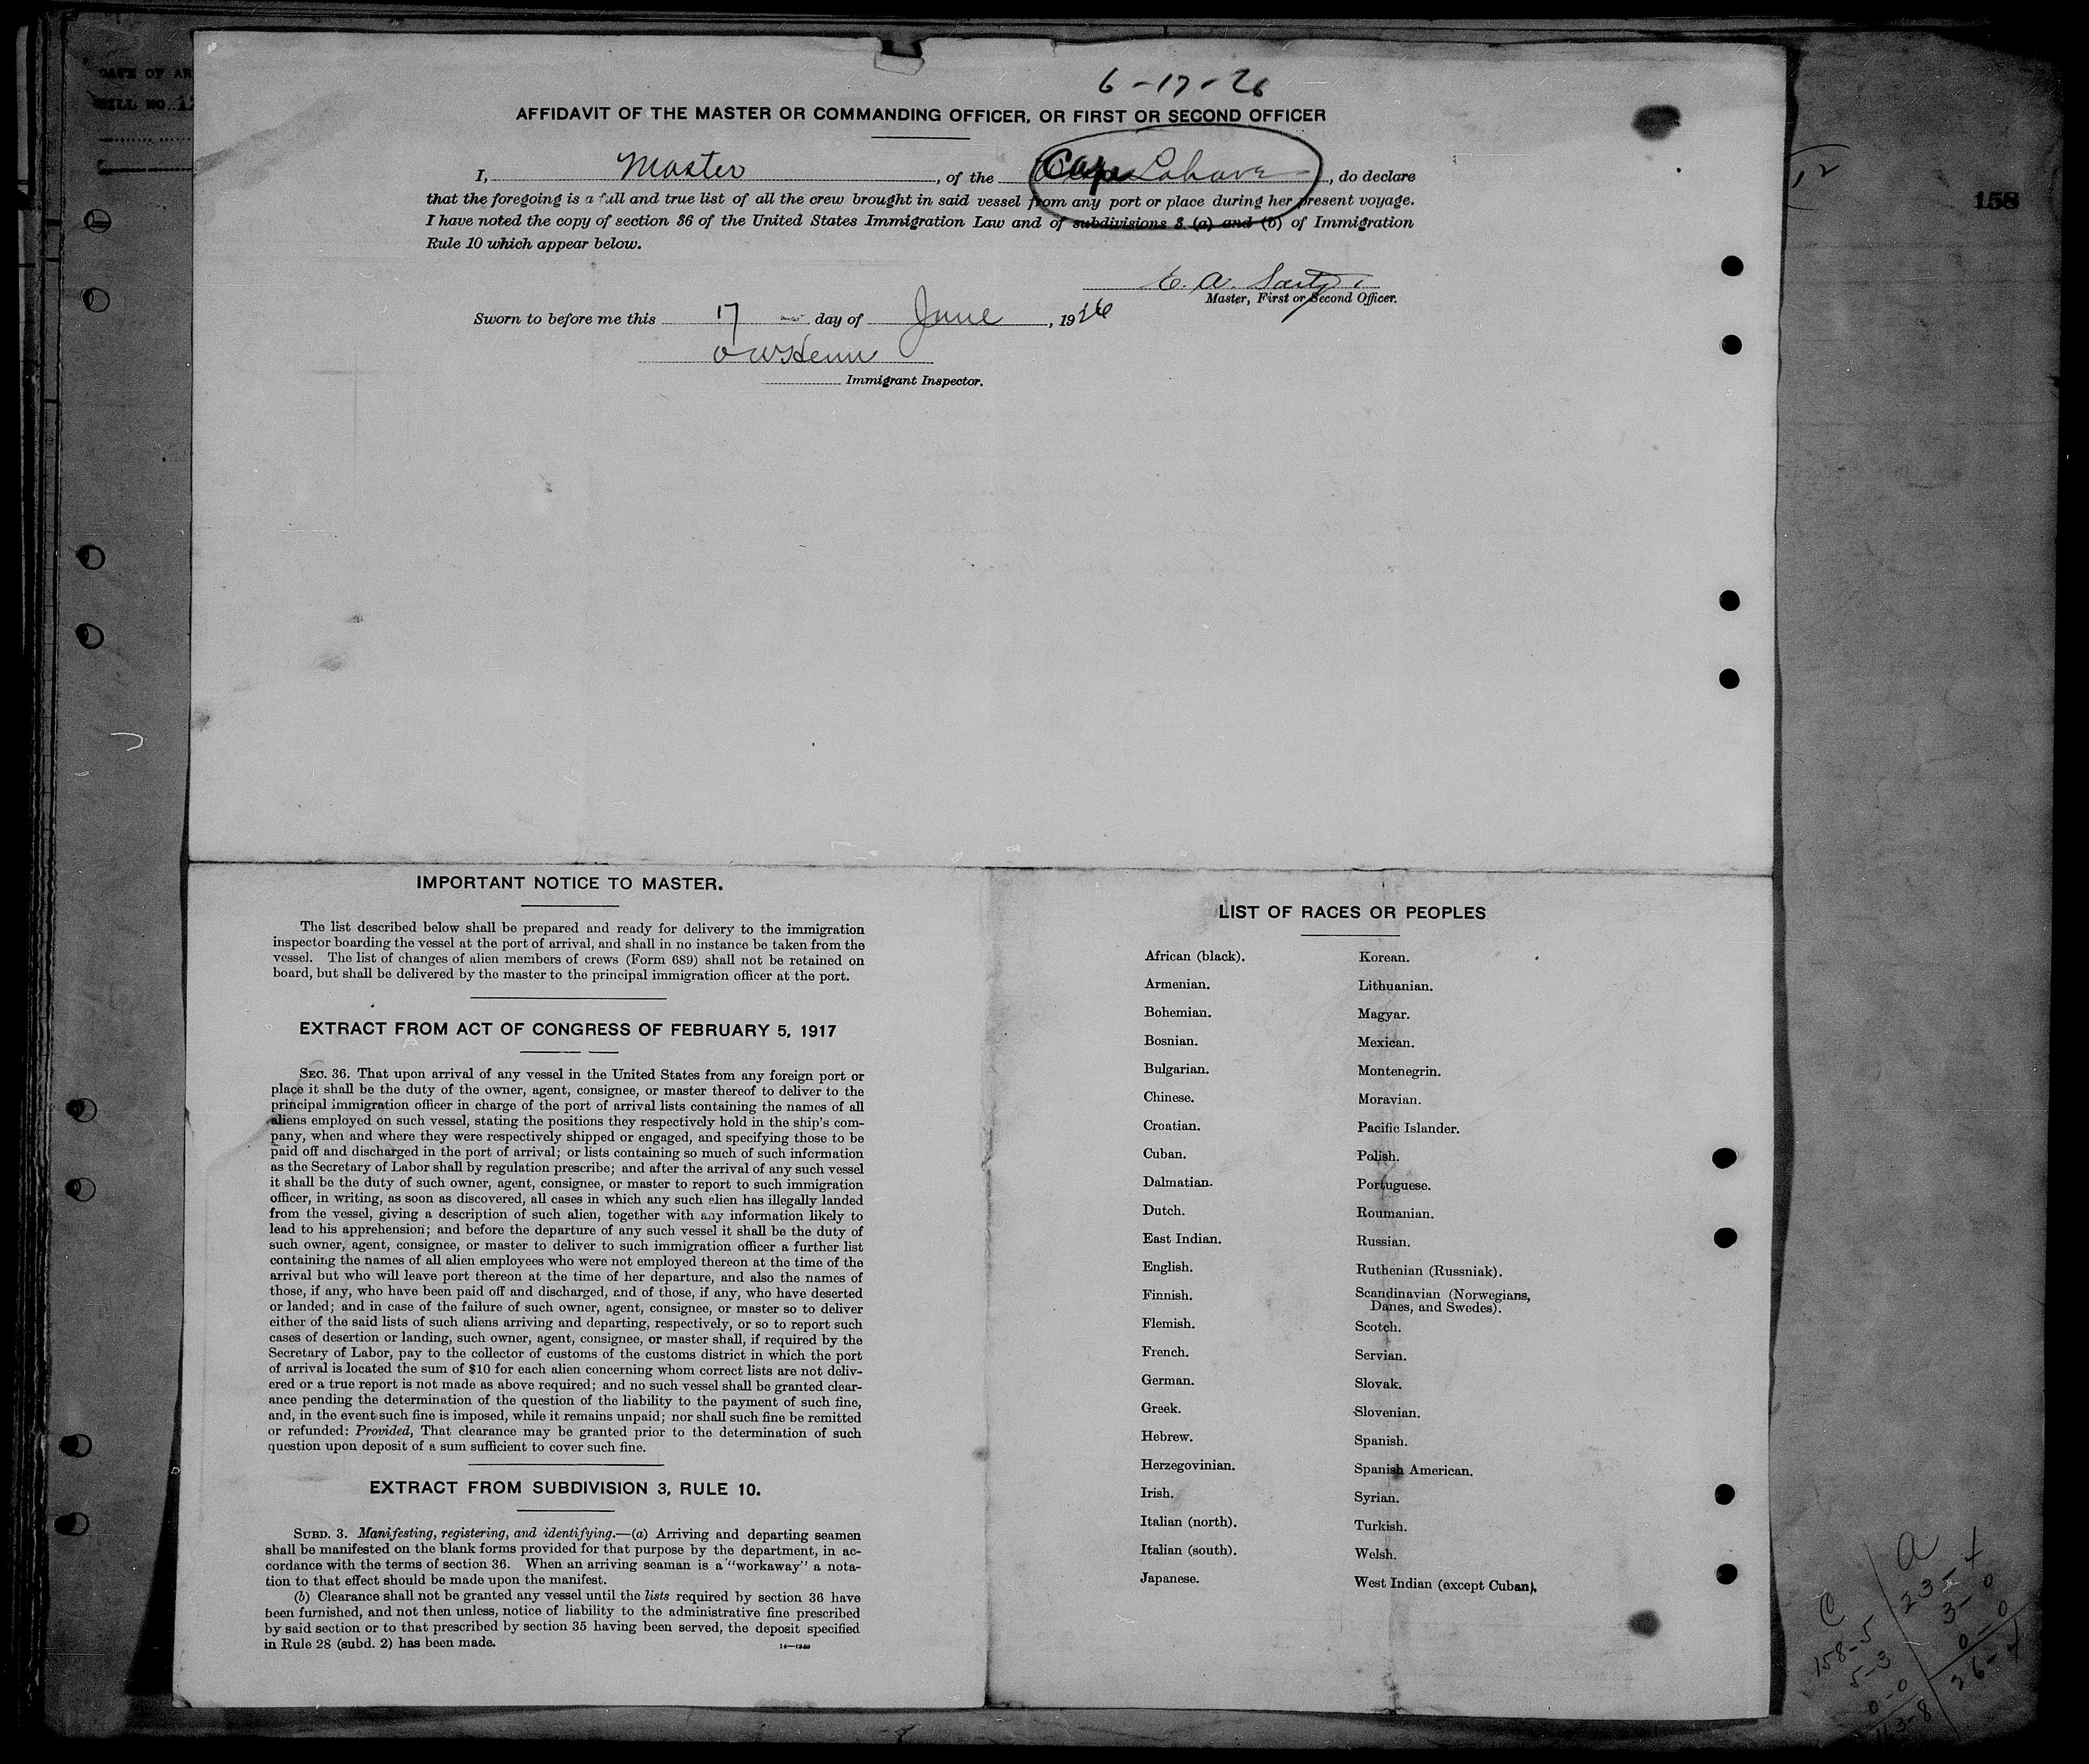 DATE OF AR
BILL NO. 1
6-17-26
AFFIDAVIT OF THE MASTER OR COMMANDING OFFICER, OR FIRST OR SECOND OFFICER
I, Master, of the Cape Lahave, do declare
that the foregoing is a full and true list of all the crew brought in said vessel from any port or place during her present voyage.
I have noted the copy of section 36 of the United States Immigration Law and of subdivisions 3 (a) and (b) of Immigration
Rule 10 which appear below.
E. A.
Master, First or Second Officer.
Sworn to before me this 17 day of June, 1926
Immigrant Inspector.
158
IMPORTANT NOTICE TO MASTER.
The list described below shall be prepared and ready for delivery to the immigration
inspector boarding the vessel at the port of arrival, and shall in no instance be taken from the
vessel. The list of changes of alien members of crews (Form 689) shall not be retained on
board, but shall be delivered by the master to the principal immigration officer at the port.
EXTRACT FROM ACT OF CONGRESS OF FEBRUARY 5, 1917
SEC. 36. That upon arrival of any vessel in the United States from any foreign port or
place it shall be the duty of the owner, agent, consignee, or master thereof to deliver to the
principal immigration officer in charge of the port of arrival lists containing the names of all
aliens employed on such vessel, stating the positions they respectively hold in the ship's com-
pany, when and where they were respectively shipped or engaged, and specifying those to be
paid off and discharged in the port of arrival; or lists containing so much of such information
as the Secretary of Labor shall by regulation prescribe; and after the arrival of any such vessel
it shall be the duty of such owner, agent, consignee, or master to report to such immigration
officer, in writing, as soon as discovered, all cases in which any such alien has illegally landed
from the vessel, giving a description of such alien, together with any information likely to
lead to his apprehension; and before the departure of any such vessel it shall be the duty of
such owner, agent, consignee, or master to deliver to such immigration officer a further list
containing the names of all alien employees who were not employed thereon at the time of the
arrival but who will leave port thereon at the time of her departure, and also the names of
those, if any, who have been paid off and discharged, and of those, if any, who have deserted
or landed; and in case of the failure of such owner, agent, consignee, or master so to deliver
either of the said lists of such aliens arriving and departing, respectively, or so to report such
cases of desertion or landing, such owner, agent, consignee, or master shall, if required by the
Secretary of Labor, pay to the collector of customs of the customs district in which the port
of arrival is located the sum of $10 for each alien concerning whom correct lists are not deliv-
ered or a true report is not made as above required; and no such vessel shall be granted clear-
ance pending the determination of the question of the liability to the payment of such fine,
and, in the event such fine is imposed, while it remains unpaid; nor shall such fine be remitted
or refunded: Provided, That clearance may be granted prior to the determination of such
question upon deposit of a sum sufficient to cover such fine.
EXTRACT FROM SUBDIVISION 3, RULE 10.
SUBD. 3. Manifesting, registering, and identifying.—(a) Arriving and departing seamen
shall be manifested on the blank forms provided for that purpose by the department, in ac-
cordance with the terms of section 36. When an arriving seaman is a "workaway" a nota-
tion to that effect should be made upon the manifest.
(b) Clearance shall not be granted any vessel until the lists required by section 36 have
been furnished, and not then unless, notice of liability to the administrative fine prescribed
by said section or to that prescribed by section 35 having been served, the deposit specified
in Rule 28 (subd. 2) has been made.
LIST OF RACES OR PEOPLES
African (black).
Armenian.
Bohemian.
Bosnian.
Bulgarian.
Chinese.
Croatian.
Cuban.
Dalmatian.
Dutch.
East Indian.
English.
Finnish.
Flemish.
French.
German.
Greek.
Hebrew.
Herzegovinian.
Irish.
Italian (north).
Italian (south).
Japanese.
Korean.
Lithuanian.
Magyar.
Mexican.
Montenegrin.
Moravian.
Pacific Islander.
Polish.
Portuguese.
Roumanian.
Russian.
Ruthenian (Russniak).
Scandinavian (Norwegians,
Danes, and Swedes).
Scotch.
Servian.
Slovak.
Slovenian.
Spanish.
Spanish American.
Syrian.
Turkish.
Welsh.
West Indian (except Cuban).
C
158-5
5-3
0-0
a
3-0
0-0